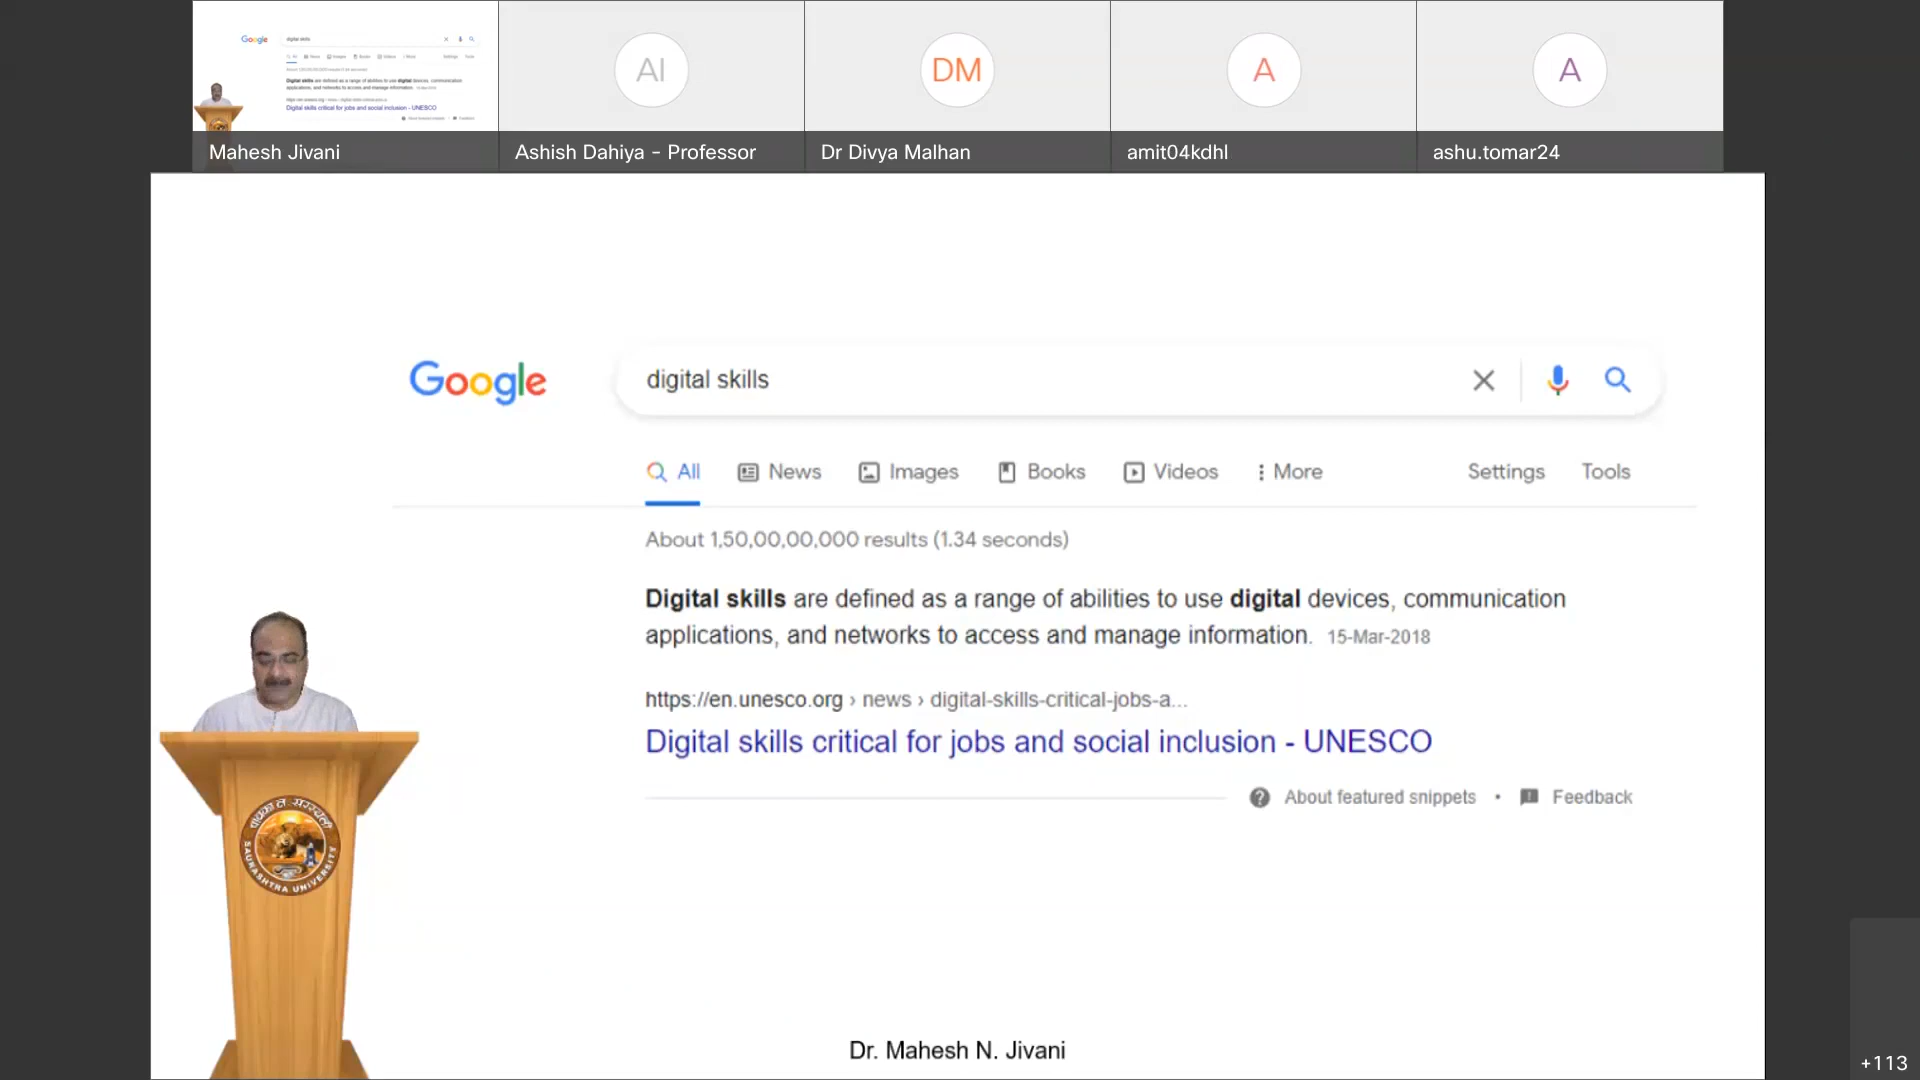 AI
DM
A
A
Mahesh Jivani
Ashish Dahiya - Professor
Dr Divya Malhan
amit04kdhl
ashu.tomar24
Google
digital skills
All News Images Books Videos More Settings Tools
About 1,50,00,00,000 results (1.34 seconds)
Digital skills are defined as a range of abilities to use digital devices, communication
applications, and networks to access and manage information. 15-Mar-2018
https://en.unesco.org › news › digital-skills-critical-jobs-a...
Digital skills critical for jobs and social inclusion - UNESCO
About featured snippets • Feedback
SAURASHTRA UNIVERSITY
Dr. Mahesh N. Jivani
+113